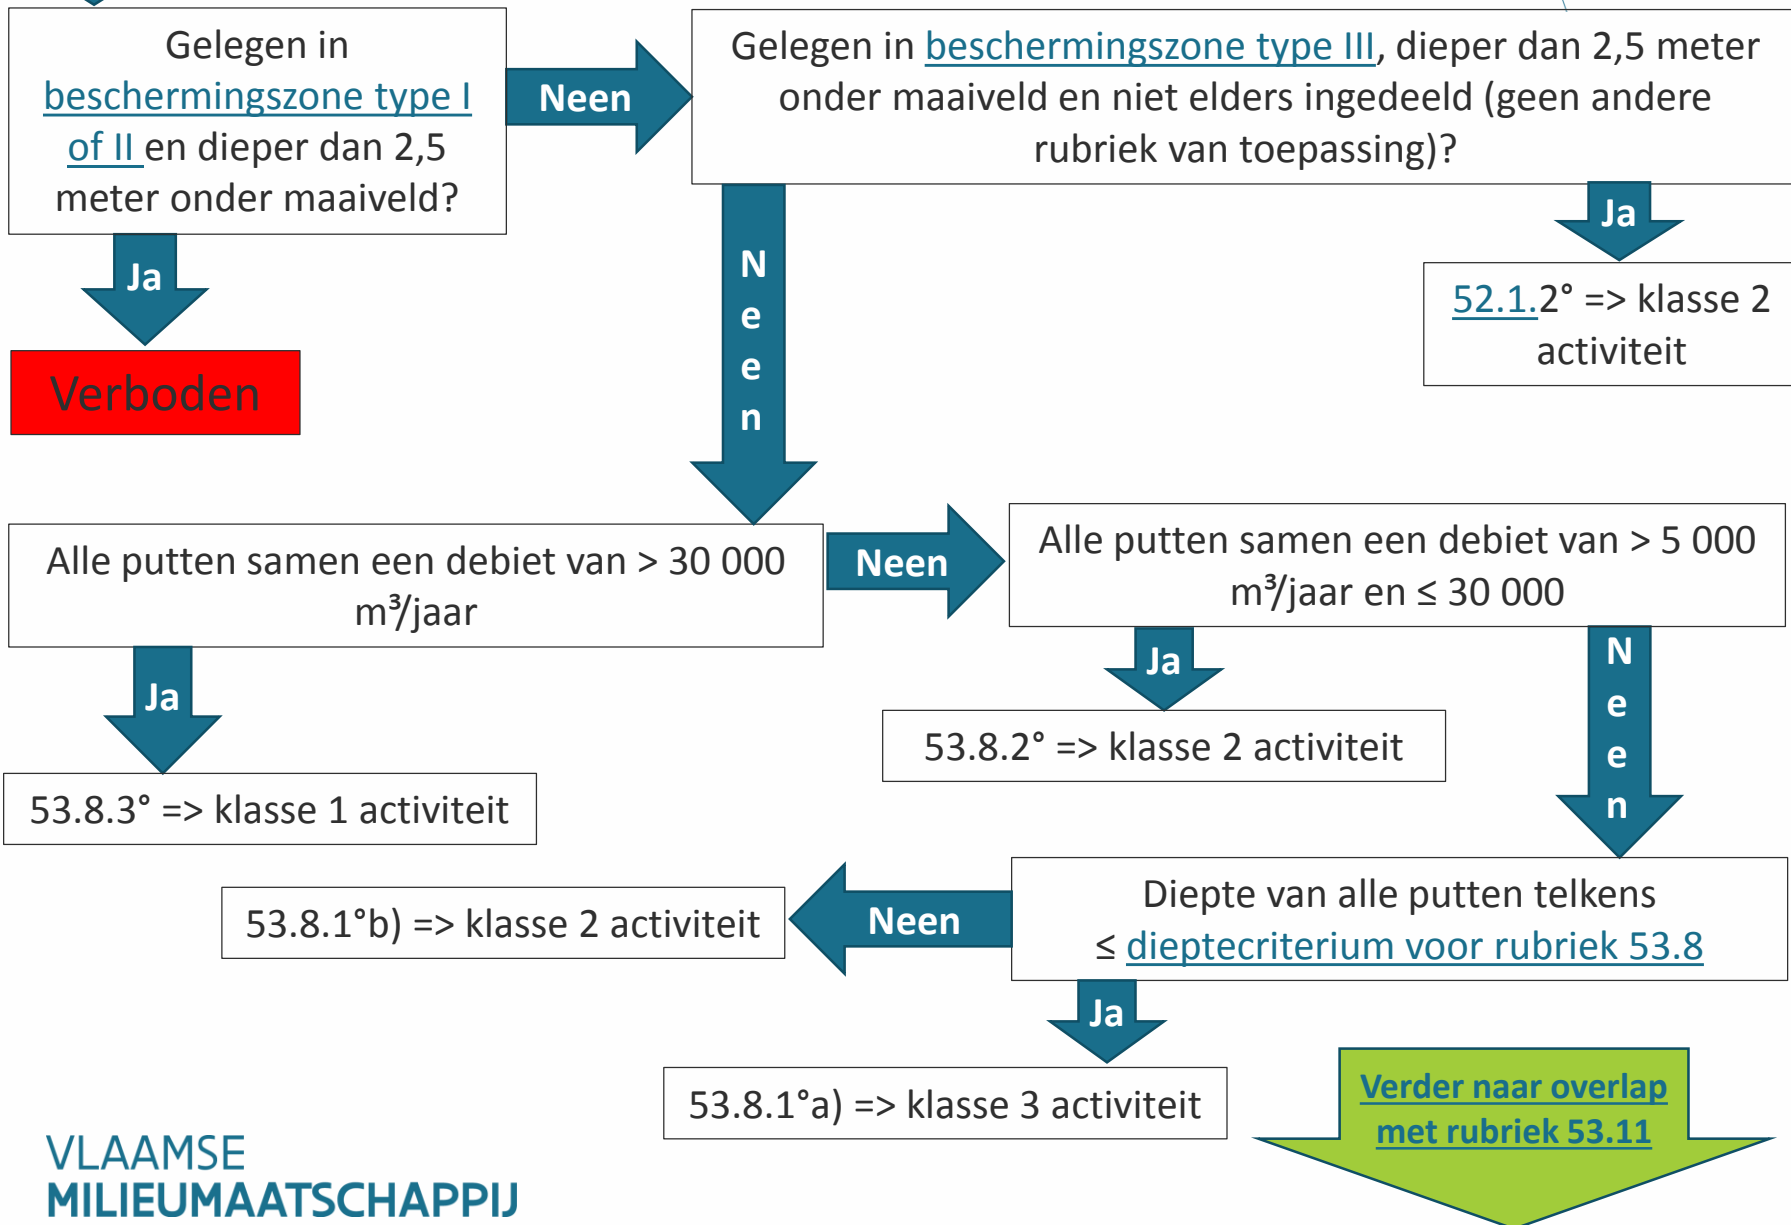 Gelegen in
beschermingszone type I
of II en dieper dan 2,5
meter onder maaiveld?
Neen
Gelegen in beschermingszone type III, dieper dan 2,5 meter
onder maaiveld en niet elders ingedeeld (geen andere
rubriek van toepassing)?
Ja
Verboden
N
e
e
n
Ja
52.1.2° => klasse 2
activiteit
Alle putten samen een debiet van > 30 000
m³/jaar
Neen
Alle putten samen een debiet van > 5 000
m³/jaar en ≤ 30 000
Ja
53.8.3° => klasse 1 activiteit
Ja
53.8.2° => klasse 2 activiteit
N
e
e
n
Diepte van alle putten telkens
≤ dieptecriterium voor rubriek 53.8
Neen
53.8.1°b) => klasse 2 activiteit
Ja
53.8.1°a) => klasse 3 activiteit
Verder naar overlap
met rubriek 53.11
VLAAMSE
MILIEUMAATSCHAPPIJ